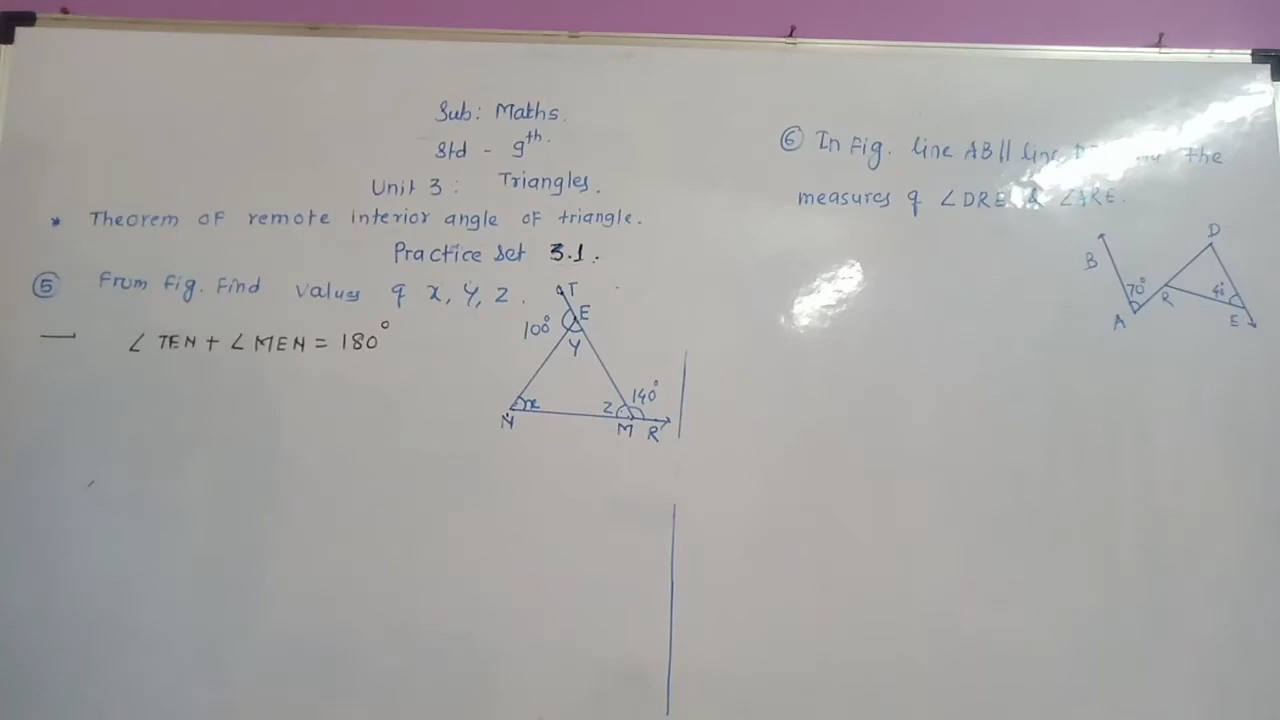 Sub: Maths.
Std - 9th.
Unit 3: Triangles.
* Theorem of remote interior angle of triangle.
Practice set 3.1.
⑤ From fig. Find values of x, y, z.
— ∠TEN + ∠MEN = 180°
T
E
100°
y
x
N
z
140°
M
R
⑥ In Fig. line AB || line the
measures of ∠DRE & ∠ARE.
D
B
70°
R
40°
A
E